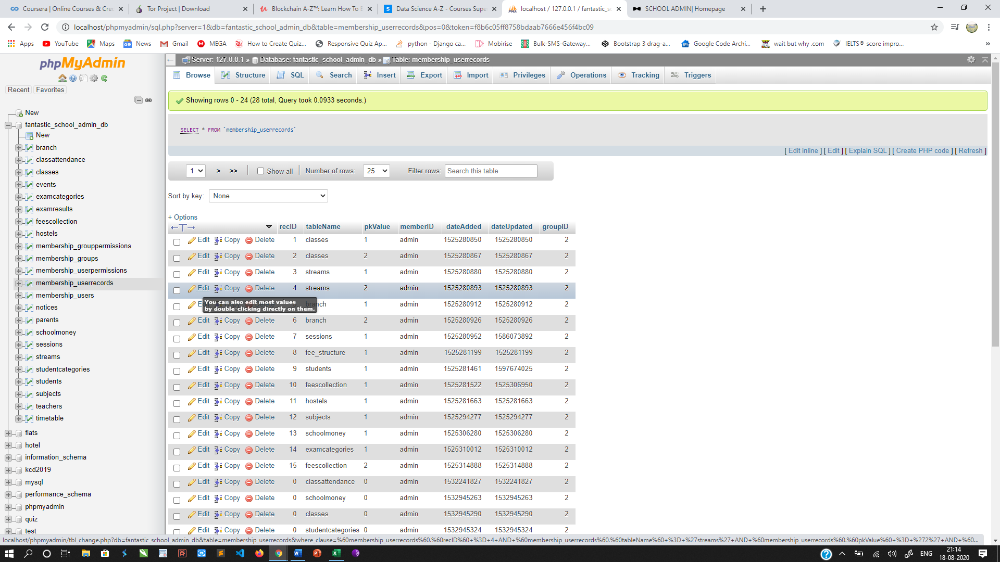 Coursera | Online Courses & Cred
Tor Project | Download
Blockchain A-Z™: Learn How To B
Data Science A-Z - Courses Supe
localhost / 127.0.0.1 / fantastic_sc
SCHOOL ADMIN| Homepage
localhost/phpmyadmin/sql.php?server=1&db=fantastic_school_admin_db&table=membership_userrecords&pos=0&token=f8b6c05ff8758bdaab7666e456f4bc09
Apps YouTube Maps News Gmail MEGA How to Create Quiz... Responsive Quiz Ap... python - Django ca... Mobirise Bulk-SMS-Gateway... Bootstrap 3 drag-a... Google Code Archi... wait but why .com IELTS® score impro...
phpMyAdmin
Recent Favorites
New
fantastic_school_admin_db
New
branch
classattendance
classes
events
examcategories
examresults
feescollection
hostels
membership_grouppermissions
membership_groups
membership_userpermissions
membership_userrecords
membership_users
notices
parents
schoolmoney
sessions
streams
studentcategories
students
subjects
teachers
timetable
flats
hotel
information_schema
kcd2019
mysql
performance_schema
phpmyadmin
quiz
test
Server: 127.0.0.1 » Database: fantastic_school_admin_db » Table: membership_userrecords
Browse Structure SQL Search Insert Export Import Privileges Operations Tracking Triggers
Showing rows 0 - 24 (28 total, Query took 0.0933 seconds.)
SELECT * FROM `membership_userrecords`
[ Edit inline ] [ Edit ] [ Explain SQL ] [ Create PHP code ] [ Refresh ]
1 > >> Show all Number of rows: 25 Filter rows: Search this table
Sort by key: None
+ Options
recID tableName pkValue memberID dateAdded dateUpdated groupID
Edit Copy Delete 1 classes 1 admin 1525280850 1525280850 2
Edit Copy Delete 2 classes 2 admin 1525280867 1525280867 2
Edit Copy Delete 3 streams 1 admin 1525280880 1525280880 2
Edit Copy Delete 4 streams 2 admin 1525280893 1525280893 2
You can also edit most values
by double-clicking directly on them.
branch 1 admin 1525280912 1525280912 2
Edit Copy Delete 6 branch 2 admin 1525280926 1525280926 2
Edit Copy Delete 7 sessions 1 admin 1525280952 1586073892 2
Edit Copy Delete 8 fee_structure 1 admin 1525281199 1525281199 2
Edit Copy Delete 9 students 1 admin 1525281461 1597674025 2
Edit Copy Delete 10 feescollection 1 admin 1525281522 1525306950 2
Edit Copy Delete 11 hostels 1 admin 1525281663 1525281663 2
Edit Copy Delete 12 subjects 1 admin 1525294277 1525294277 2
Edit Copy Delete 13 schoolmoney 1 admin 1525306280 1525306280 2
Edit Copy Delete 14 examcategories 1 admin 1525310012 1525310012 2
Edit Copy Delete 15 feescollection 2 admin 1525314888 1525314888 2
Edit Copy Delete 0 classattendance 0 admin 1532241827 1532241827 2
Edit Copy Delete 0 schoolmoney 0 admin 1532945263 1532945263 2
Edit Copy Delete 0 classes 0 admin 1532945290 1532945290 2
Edit Copy Delete 0 studentcategories 0 admin 1532945324 1532945324 2
localhost/phpmyadmin/tbl_change.php?db=fantastic_school_admin_db&table=membership_userrecords&where_clause=%60membership_userrecords%60.%60recID%60+%3D+4+AND+%60membership_userrecords%60.%60tableName%60+%3D+%27streams%27+AND+%60membership_userrecords%60.%60pkValue%60+%3D+%272%27+AND+%60...
ENG
21:14
18-08-2020